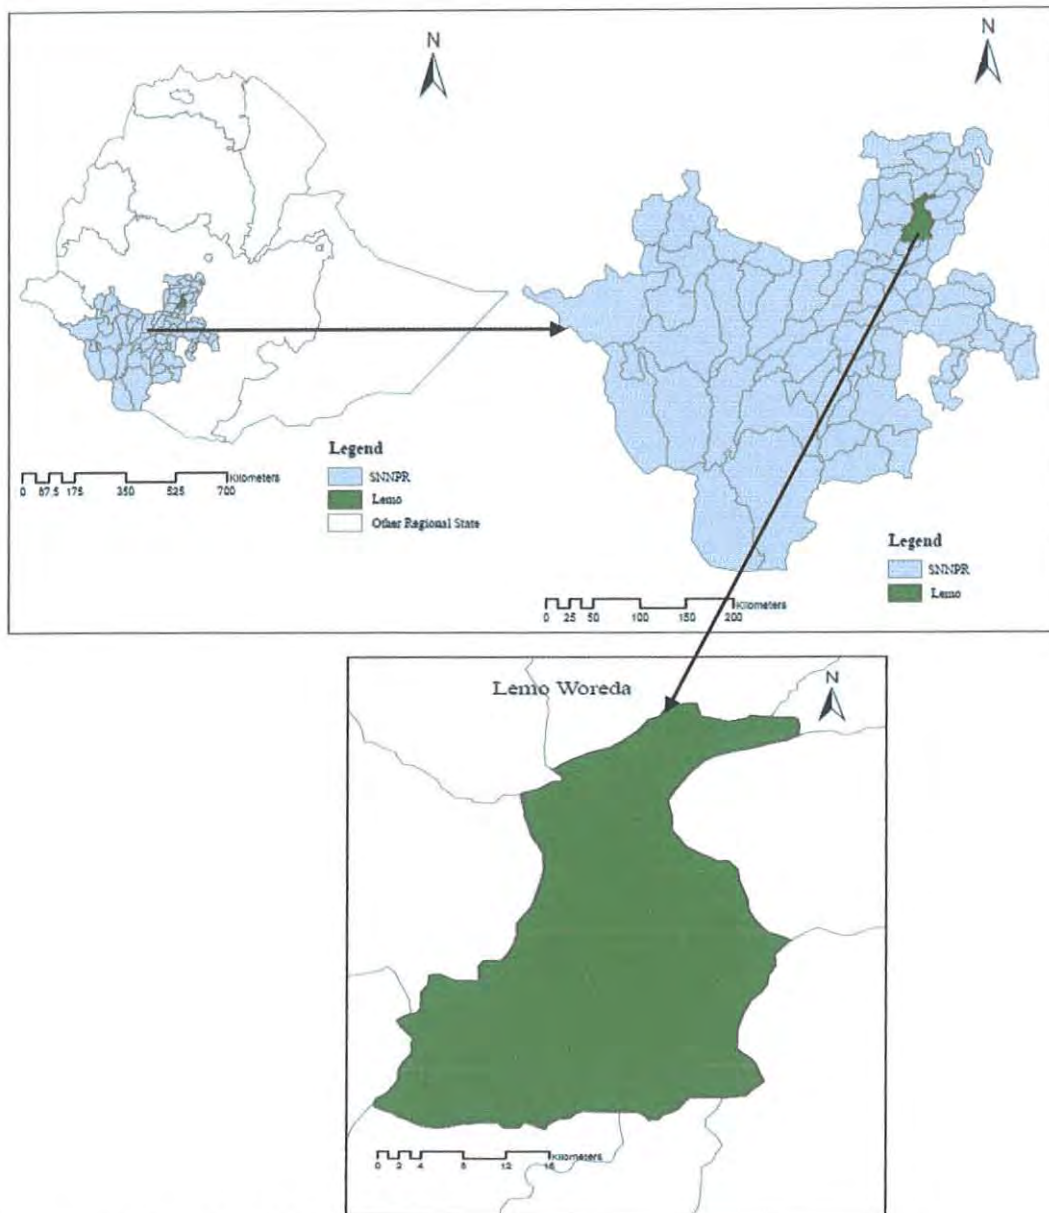 N
N
Legend
SNNPR
Lemo
Other Regional State
Kilometers
0 87.5 175 350 525 700
Legend
SNNPR
Lemo
Kilometers
0 25 50 100 150 200
Lemo Woreda
N
Kilometers
0 2 4 8 12 16